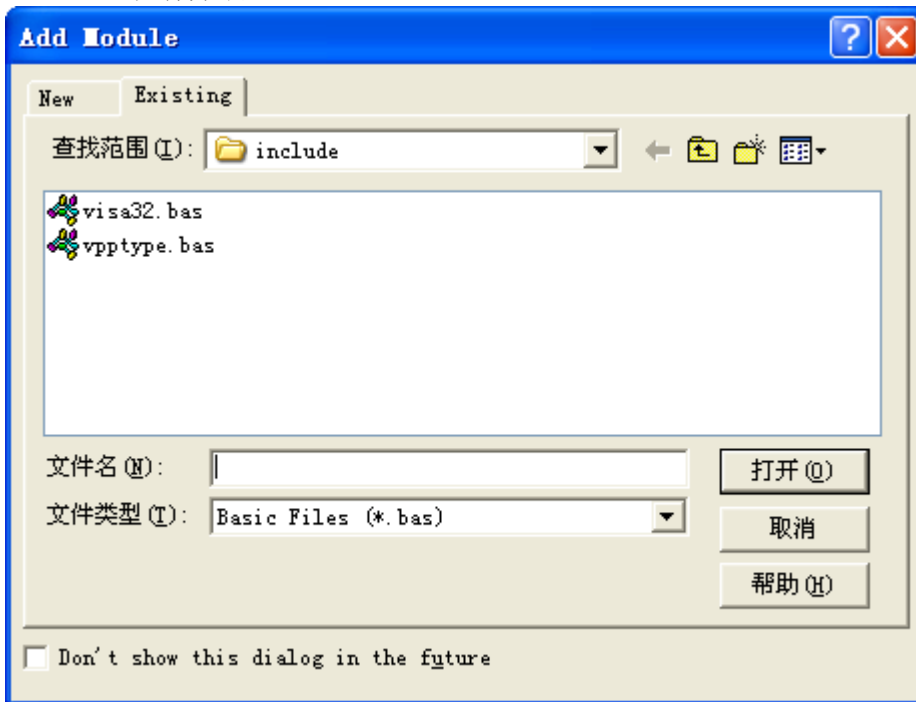 Add Module
New Existing
查找范围(I): include
visa32.bas
vpptype.bas
文件名(N): 打开(O)
文件类型(T): Basic Files (*.bas) 取消
帮助(H)
Don't show this dialog in the future